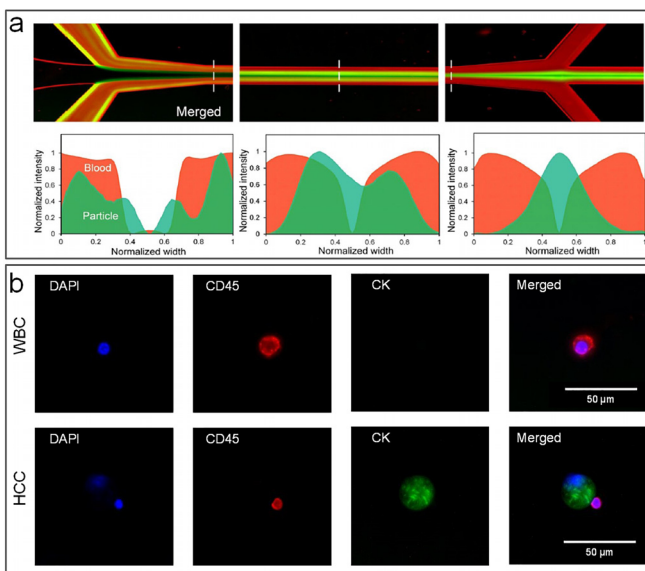 a
Merged
Normalized intensity
1
0.8
0.6
0.4
0.2
0
Blood
Particle
0 0.2 0.4 0.6 0.8 1
Normalized width
Normalized intensity
1
0.8
0.6
0.4
0.2
0
0 0.2 0.4 0.6 0.8 1
Normalized width
Normalized intensity
1
0.8
0.6
0.4
0.2
0
0 0.2 0.4 0.6 0.8 1
Normalized width
b
WBC
DAPI CD45 CK Merged
50 µm
HCC
DAPI CD45 CK Merged
50 µm